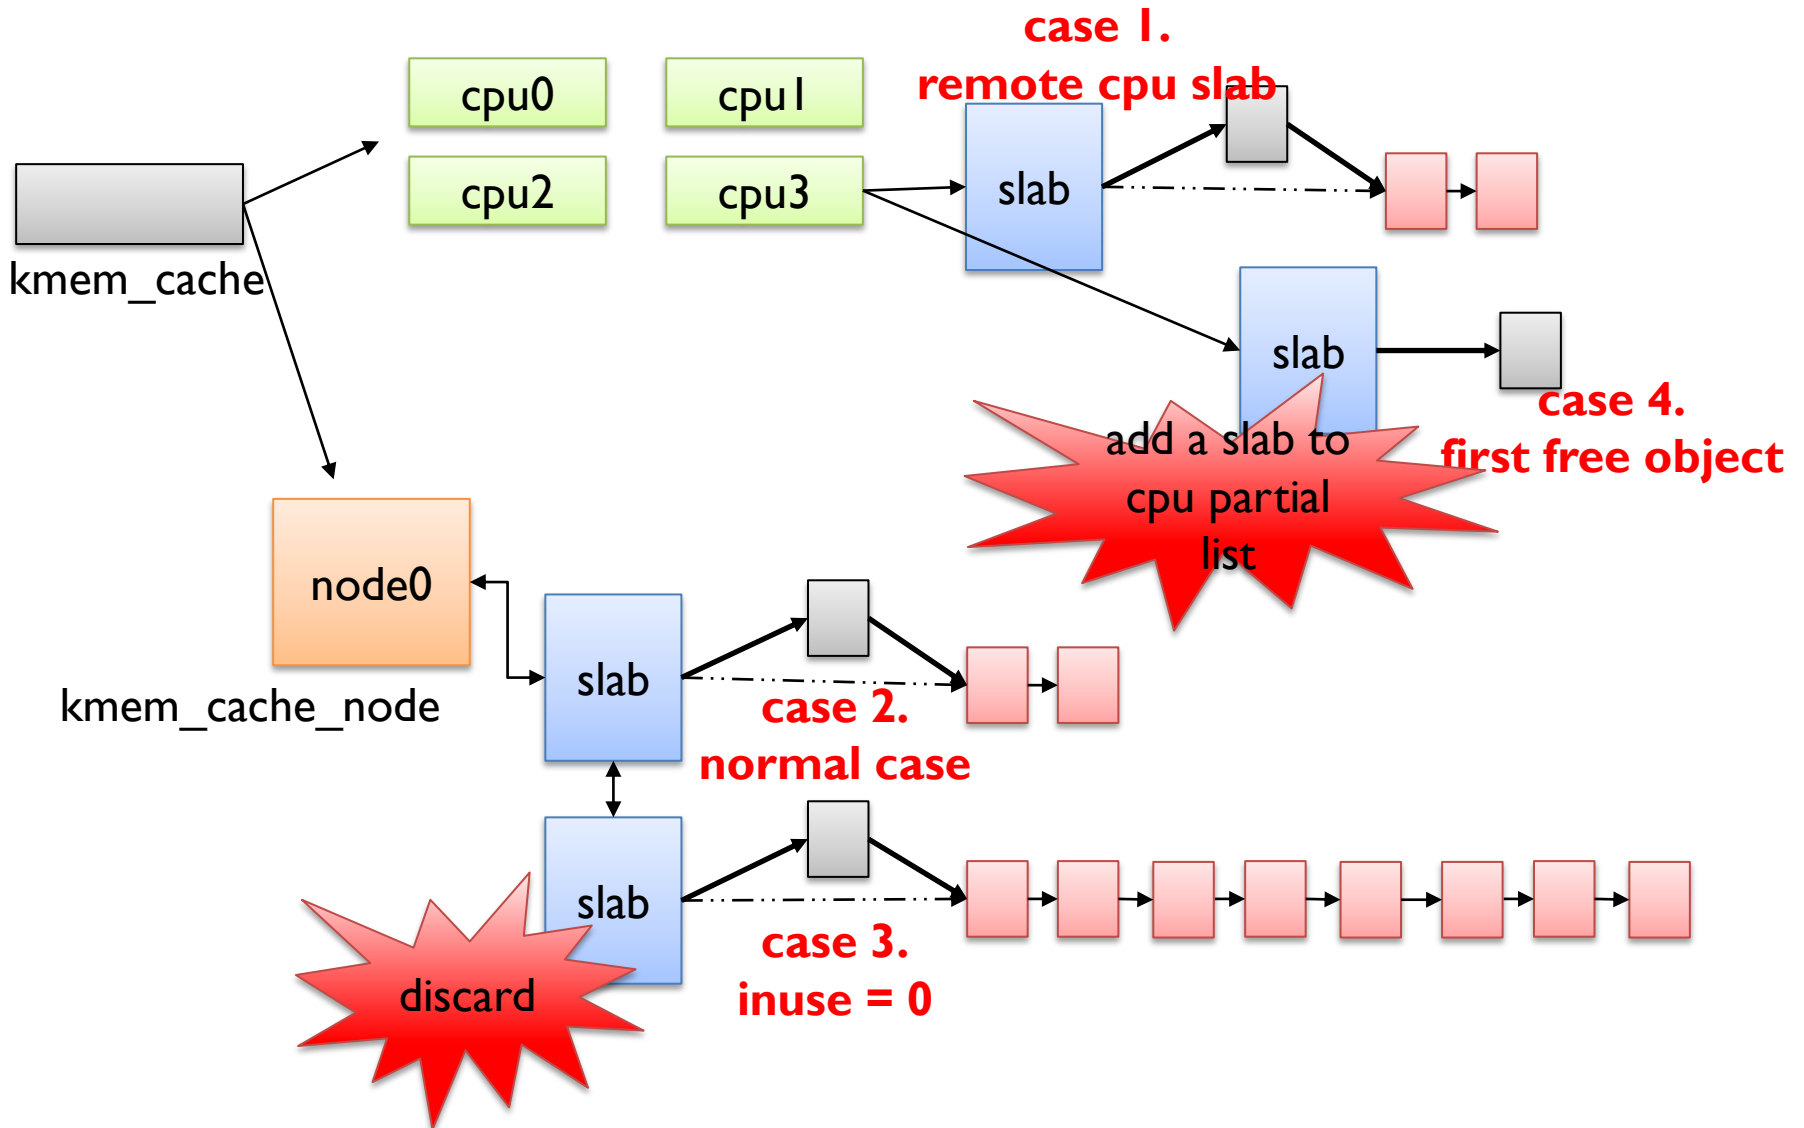 case 1.
remote cpu slab
cpu0
cpu1
cpu2
cpu3
slab
kmem_cache
slab
case 4.
first free object
add a slab to
cpu partial
list
node0
kmem_cache_node
slab
case 2.
normal case
slab
case 3.
inuse = 0
discard